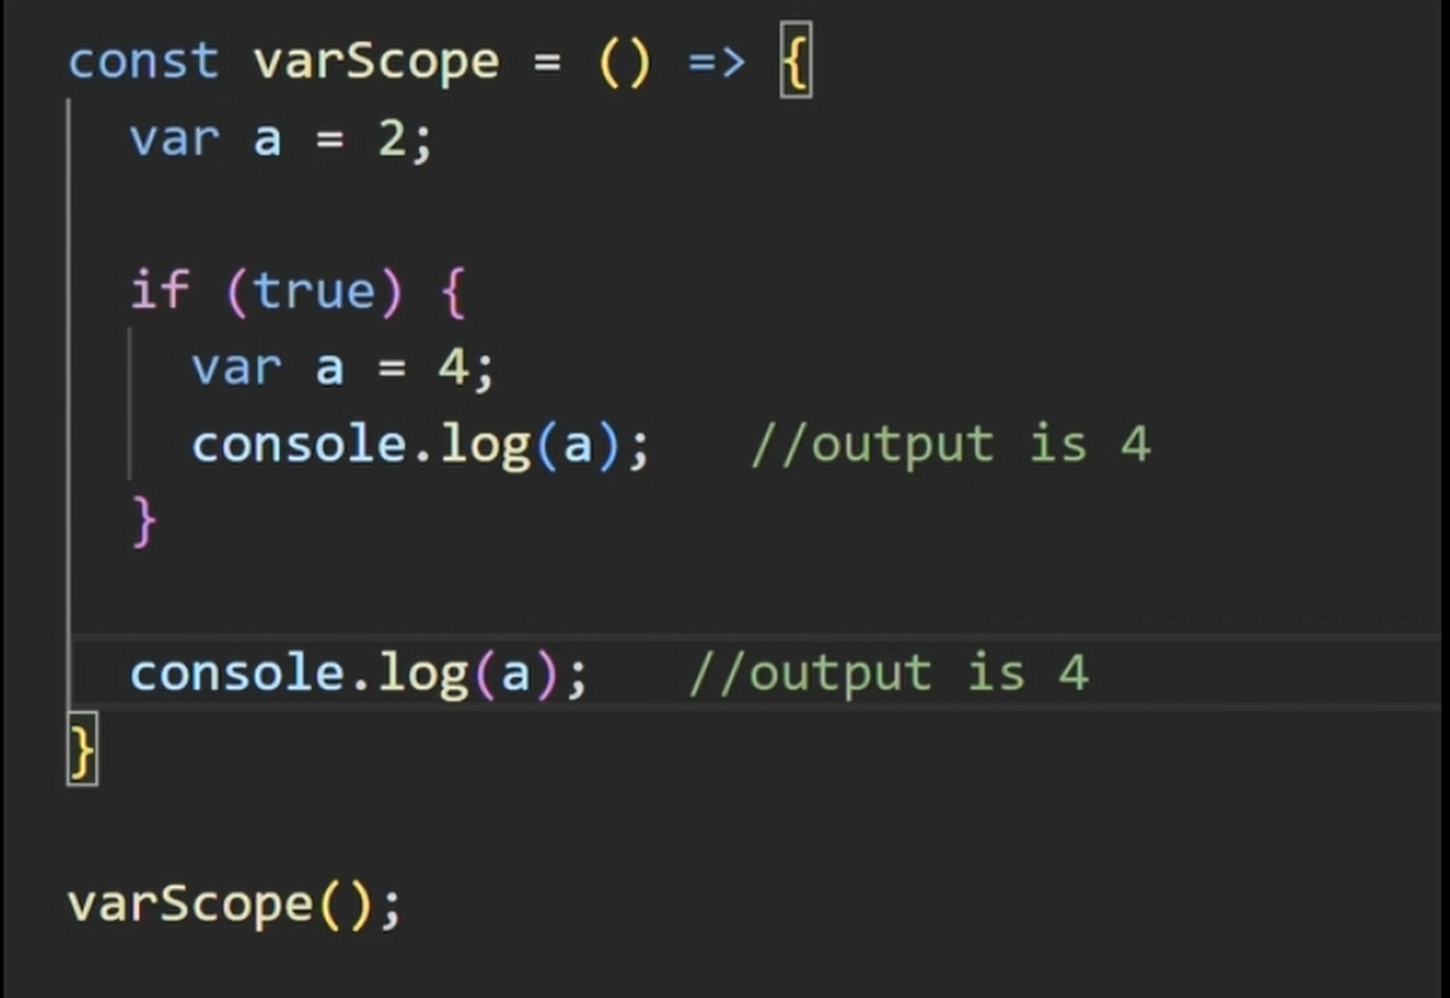 const varScope = () => {
  var a = 2;

  if (true) {
    var a = 4;
    console.log(a);   //output is 4
  }

  console.log(a);   //output is 4
}

varScope();